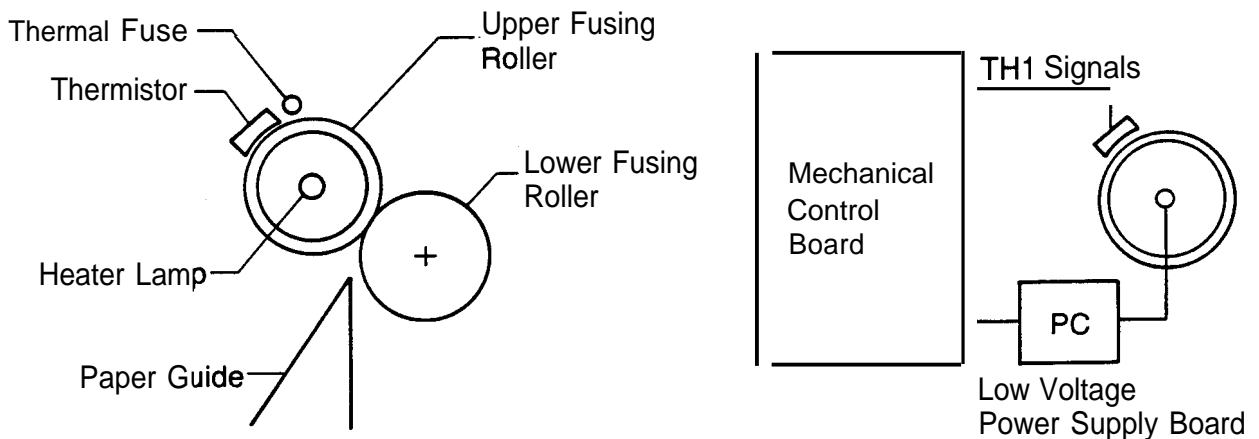 Thermal Fuse
Thermistor
Upper Fusing
Roller
Lower Fusing
Roller
Heater Lamp
Paper Guide
TH1 Signals
Mechanical
Control
Board
PC
Low Voltage
Power Supply Board